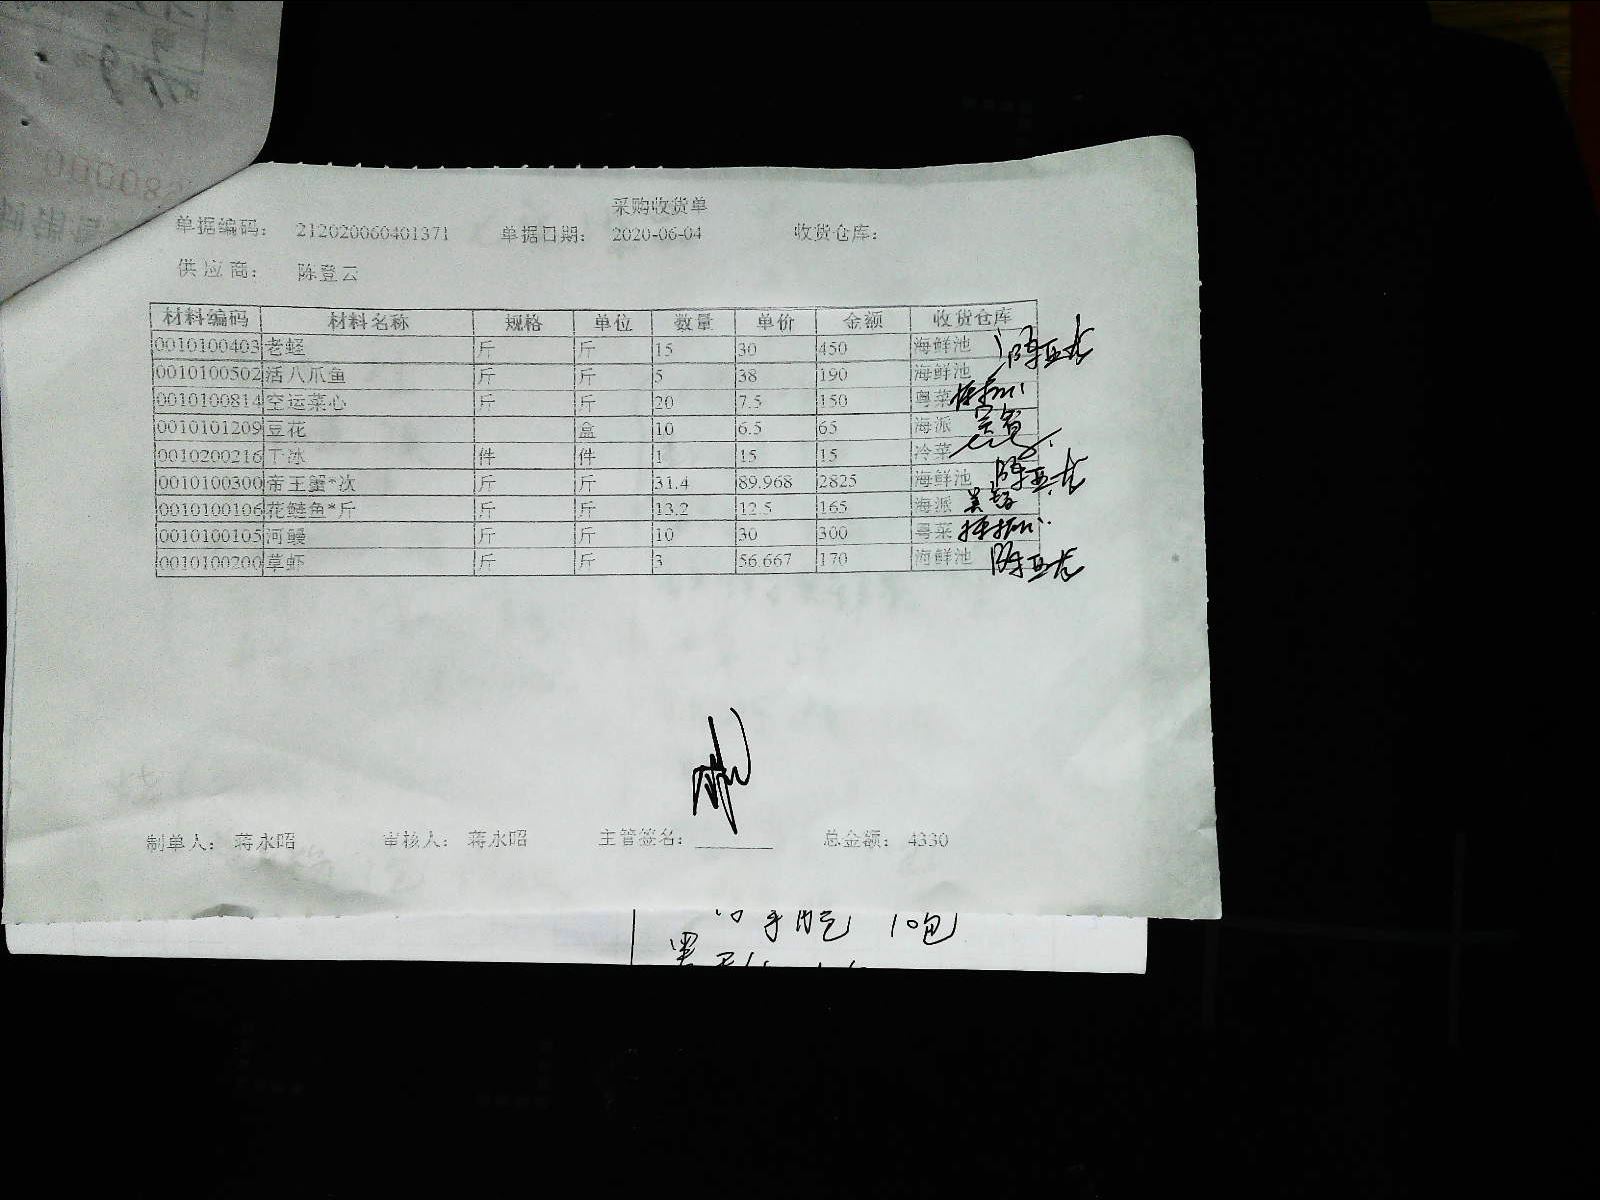 采购收货单
单据编码: 212020060401371 单据日期: 2020-06-04 收货仓库:
供应商: 陈登云
材料编码 材料名称 规格 单位 数量 单价 金额 收货仓库
0010100403 老蛏 斤 斤 15 30 450 海鲜池
0010100502 活八爪鱼 斤 斤 5 38 190 海鲜池
0010100814 空运菜心 斤 斤 20 7.5 150 粤菜
0010101209 豆花 盒 10 6.5 65 海派
0010200216 干冰 件 件 1 15 15 冷菜
0010100300 帝王蟹*次 斤 斤 31.4 89.968 2825 海鲜池
0010100106 花鲢鱼*斤 斤 斤 13.2 12.5 165 海派
0010100105 河鳗 斤 斤 10 30 300 粤菜
0010100200 草虾 斤 斤 3 56.667 170 海鲜池
制单人: 蒋永昭 审核人: 蒋永昭 主管签名: 总金额: 4330
10包